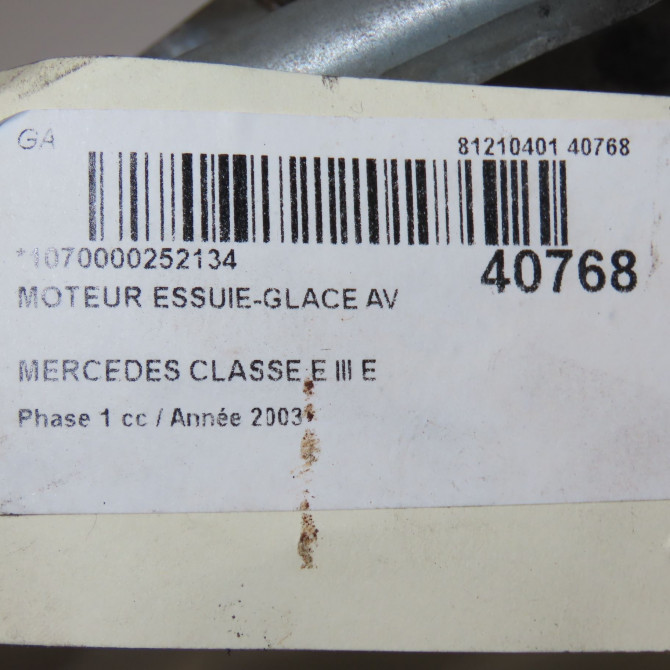 GA
81210401 40768
*1070000252134
40768
MOTEUR ESSUIE-GLACE AV
MERCEDES CLASSE E III E
Phase 1 cc / Année 2003*